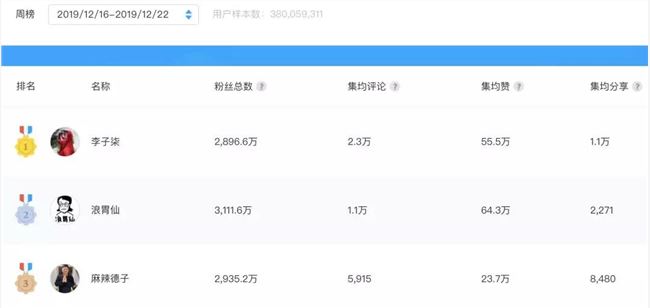 周榜 2019/12/16-2019/12/22 用户样本数：380,059,311
排名 名称 粉丝总数 ? 集均评论 ? 集均赞 ? 集均分享 ?
1 李子柒 2,896.6万 2.3万 55.5万 1.1万
2 浪胃仙 浪胃仙 3,111.6万 1.1万 64.3万 2,271
3 麻辣德子 2,935.2万 5,915 23.7万 8,480